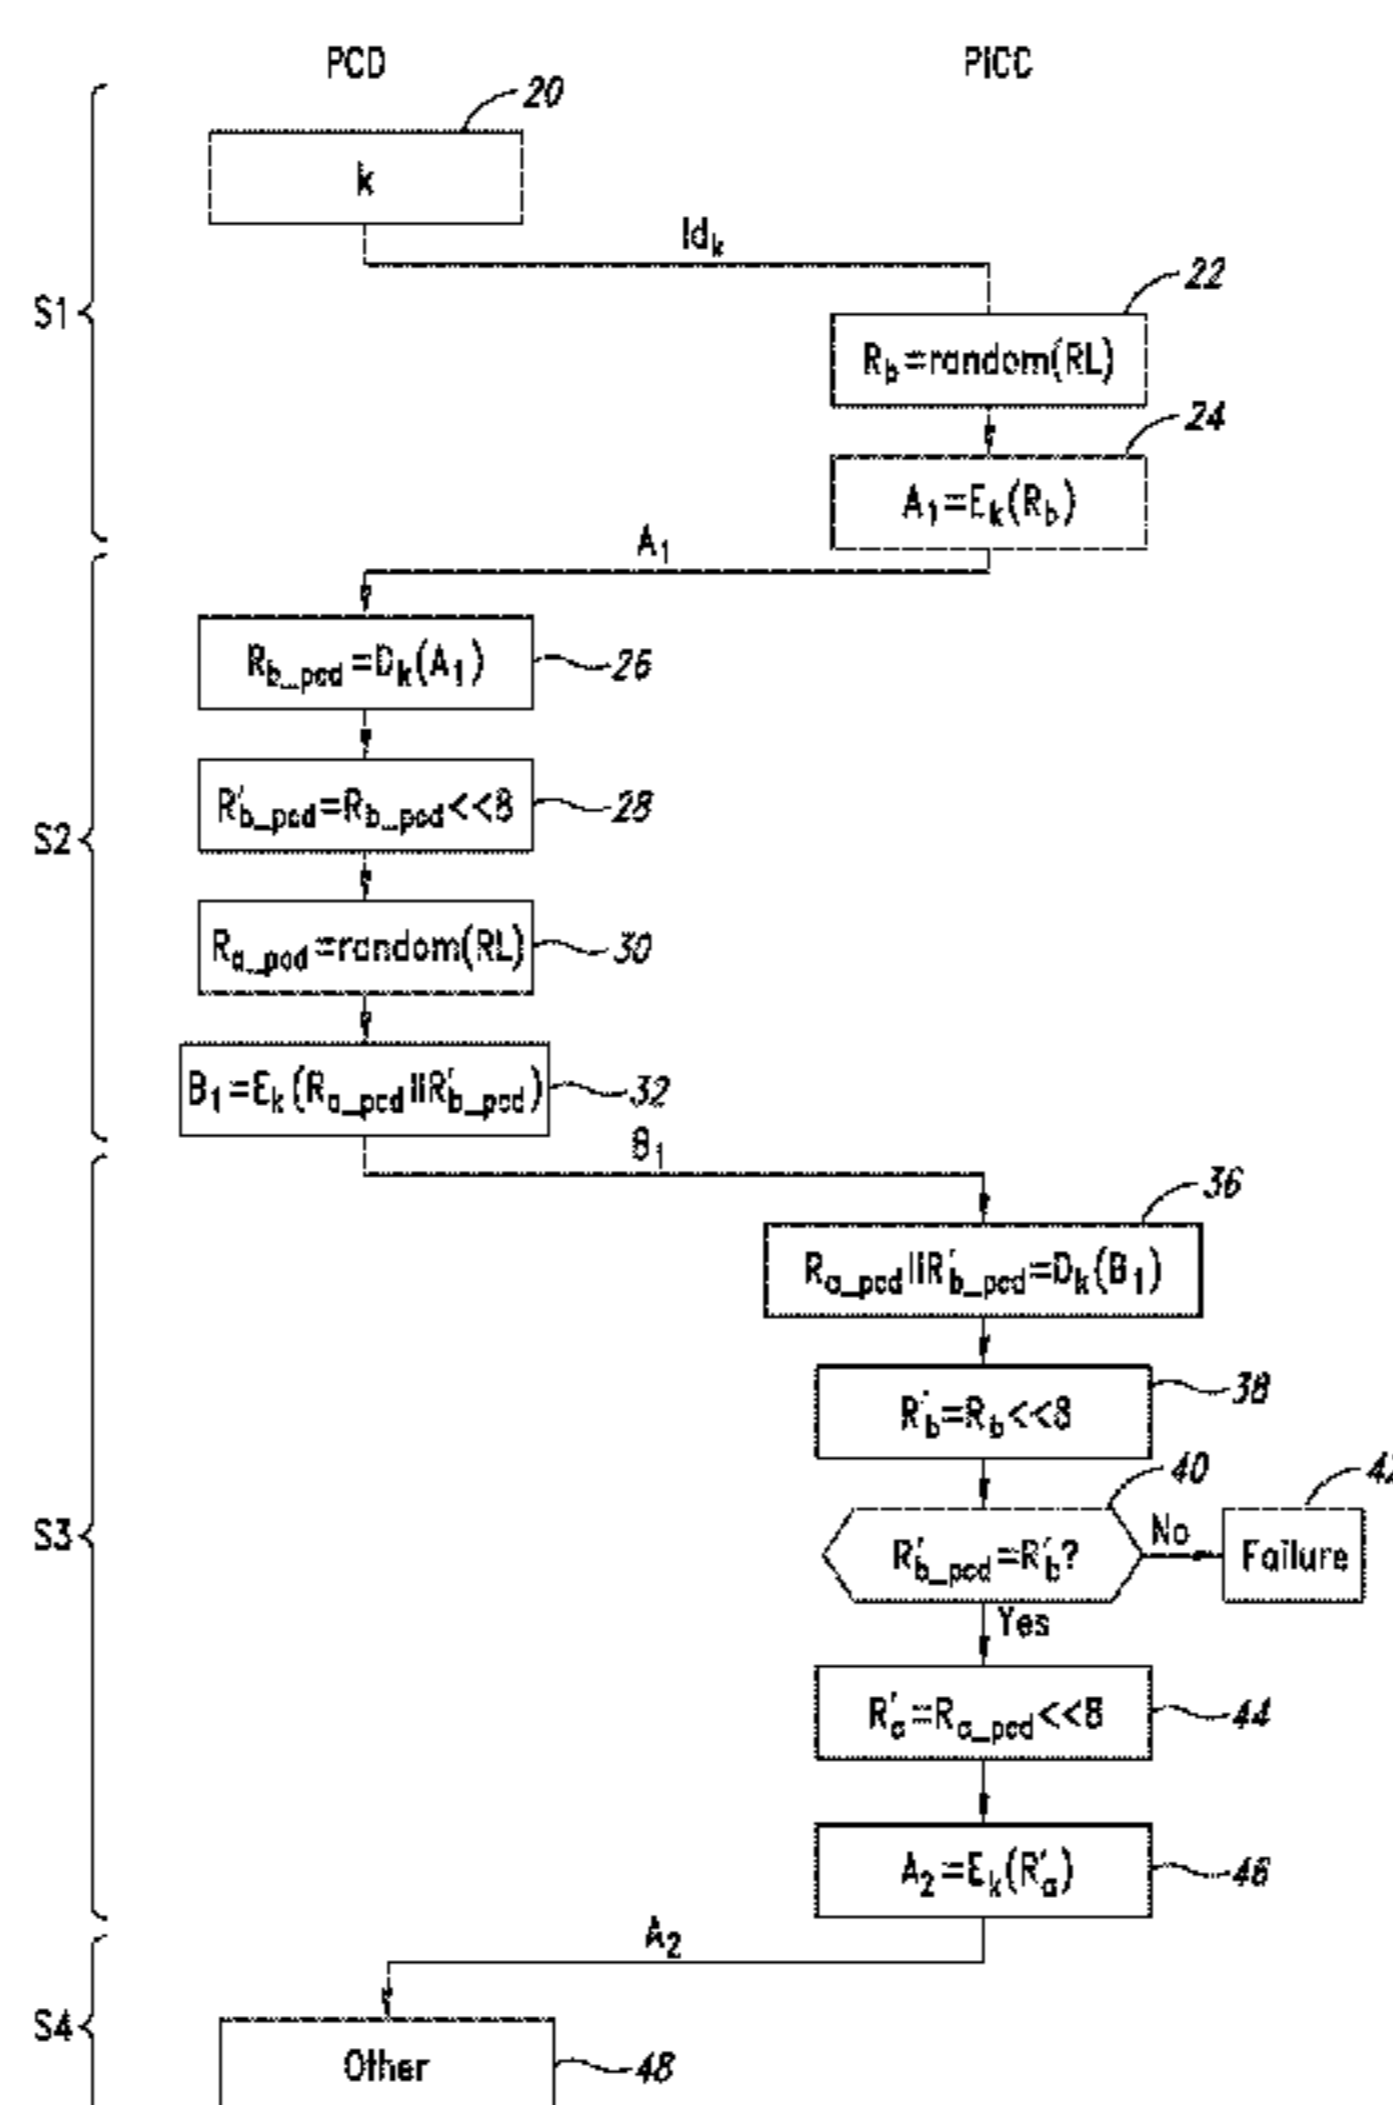 PCD
PICC
20
k
Id_k
S1
22
R_b=random(RL)
24
A_1=E_k(R_b)
A_1
R_b_pcd=D_k(A_1)
26
S2
R'_b_pcd=R_b_pcd<<8
28
R_a_pcd=random(RL)
30
B_1=E_k(R_a_pcd||R'_b_pcd)
32
B_1
36
R_a_pcd||R'_b_pcd=D_k(B_1)
38
R'_b=R_b<<8
40
42
S3
R'_b_pcd=R'_b?
No
Failure
Yes
R'_a=R_a_pcd<<8
44
A_2=E_k(R'_a)
46
A_2
S4
Other
48